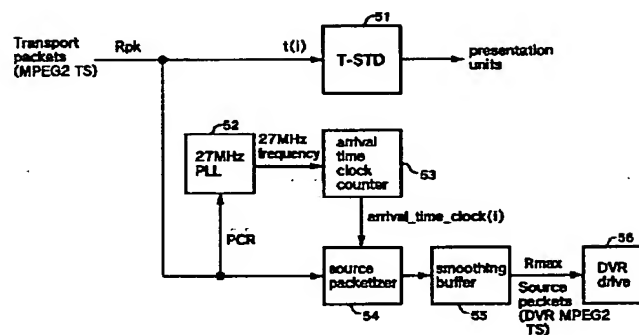 51
Transport
packets
(MPEG2 TS)
Rpk
t(i)
T-STD
presentation
units
52
27MHz
PLL
27MHz
frequency
arrival
time
clock
counter
53
arrival_time_clock(i)
PCR
source
packetizer
54
smoothing
buffer
55
Rmax
Source
packets
(DVR MPEG2
TS)
56
DVR
drive